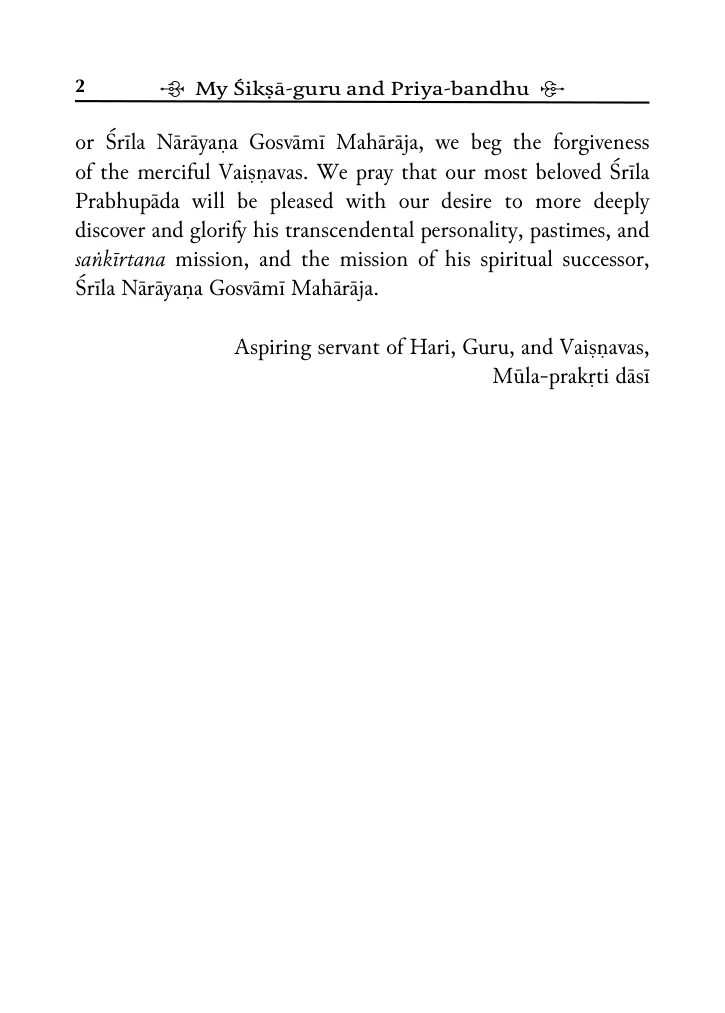 2 My Śikṣā-guru and Priya-bandhu
or Śrīla Nārāyaṇa Gosvāmī Mahārāja, we beg the forgiveness
of the merciful Vaiṣṇavas. We pray that our most beloved Śrīla
Prabhupāda will be pleased with our desire to more deeply
discover and glorify his transcendental personality, pastimes, and
saṅkīrtana mission, and the mission of his spiritual successor,
Śrīla Nārāyaṇa Gosvāmī Mahārāja.
Aspiring servant of Hari, Guru, and Vaiṣṇavas,
Mūla-prakṛti dāsī